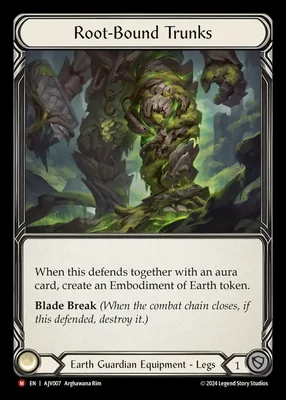 Root-Bound Trunks
When this defends together with an aura
card, create an Embodiment of Earth token.
Blade Break (When the combat chain closes, if
this defended, destroy it.)
Earth Guardian Equipment - Legs
1
M EN | AJV007 Arghawana Rim © 2024 Legend Story Studios